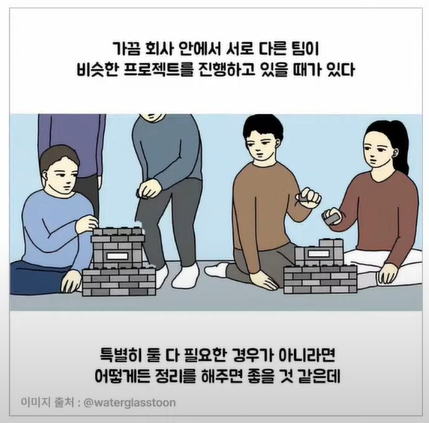 가끔 회사 안에서 서로 다른 팀이
비슷한 프로젝트를 진행하고 있을 때가 있다
특별히 둘 다 필요한 경우가 아니라면
어떻게든 정리를 해주면 좋을 것 같은데
이미지 출처 : @waterglasstoon